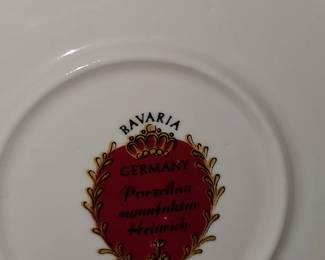 BAVARIA
GERMANY
Porzellan
manufaktur
Heinrich